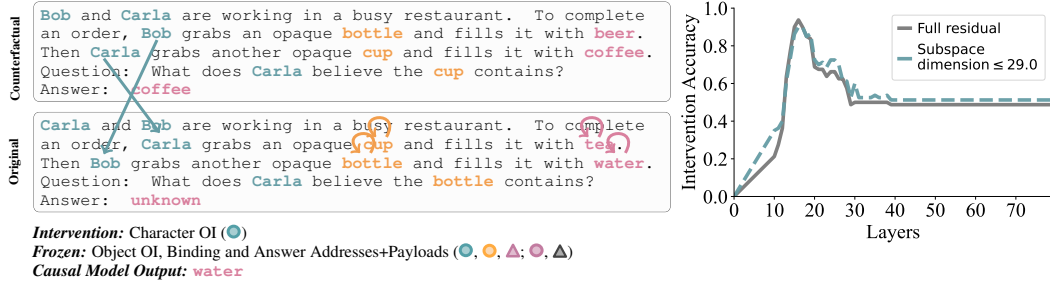 Counterfactual
Bob and Carla are working in a busy restaurant. To complete
an order, Bob grabs an opaque bottle and fills it with beer.
Then Carla grabs another opaque cup and fills it with coffee.
Question: What does Carla believe the cup contains?
Answer: coffee
Original
Carla and Bob are working in a busy restaurant. To complete
an order, Carla grabs an opaque cup and fills it with tea.
Then Bob grabs another opaque bottle and fills it with water.
Question: What does Carla believe the bottle contains?
Answer: unknown
Intervention: Character OI ( )
Frozen: Object OI, Binding and Answer Addresses+Payloads ( , , ; , )
Causal Model Output: water
Intervention Accuracy
1.0
0.8
0.6
0.4
0.2
0.0
Full residual
Subspace
dimension ≤ 29.0
0 10 20 30 40 50 60 70
Layers